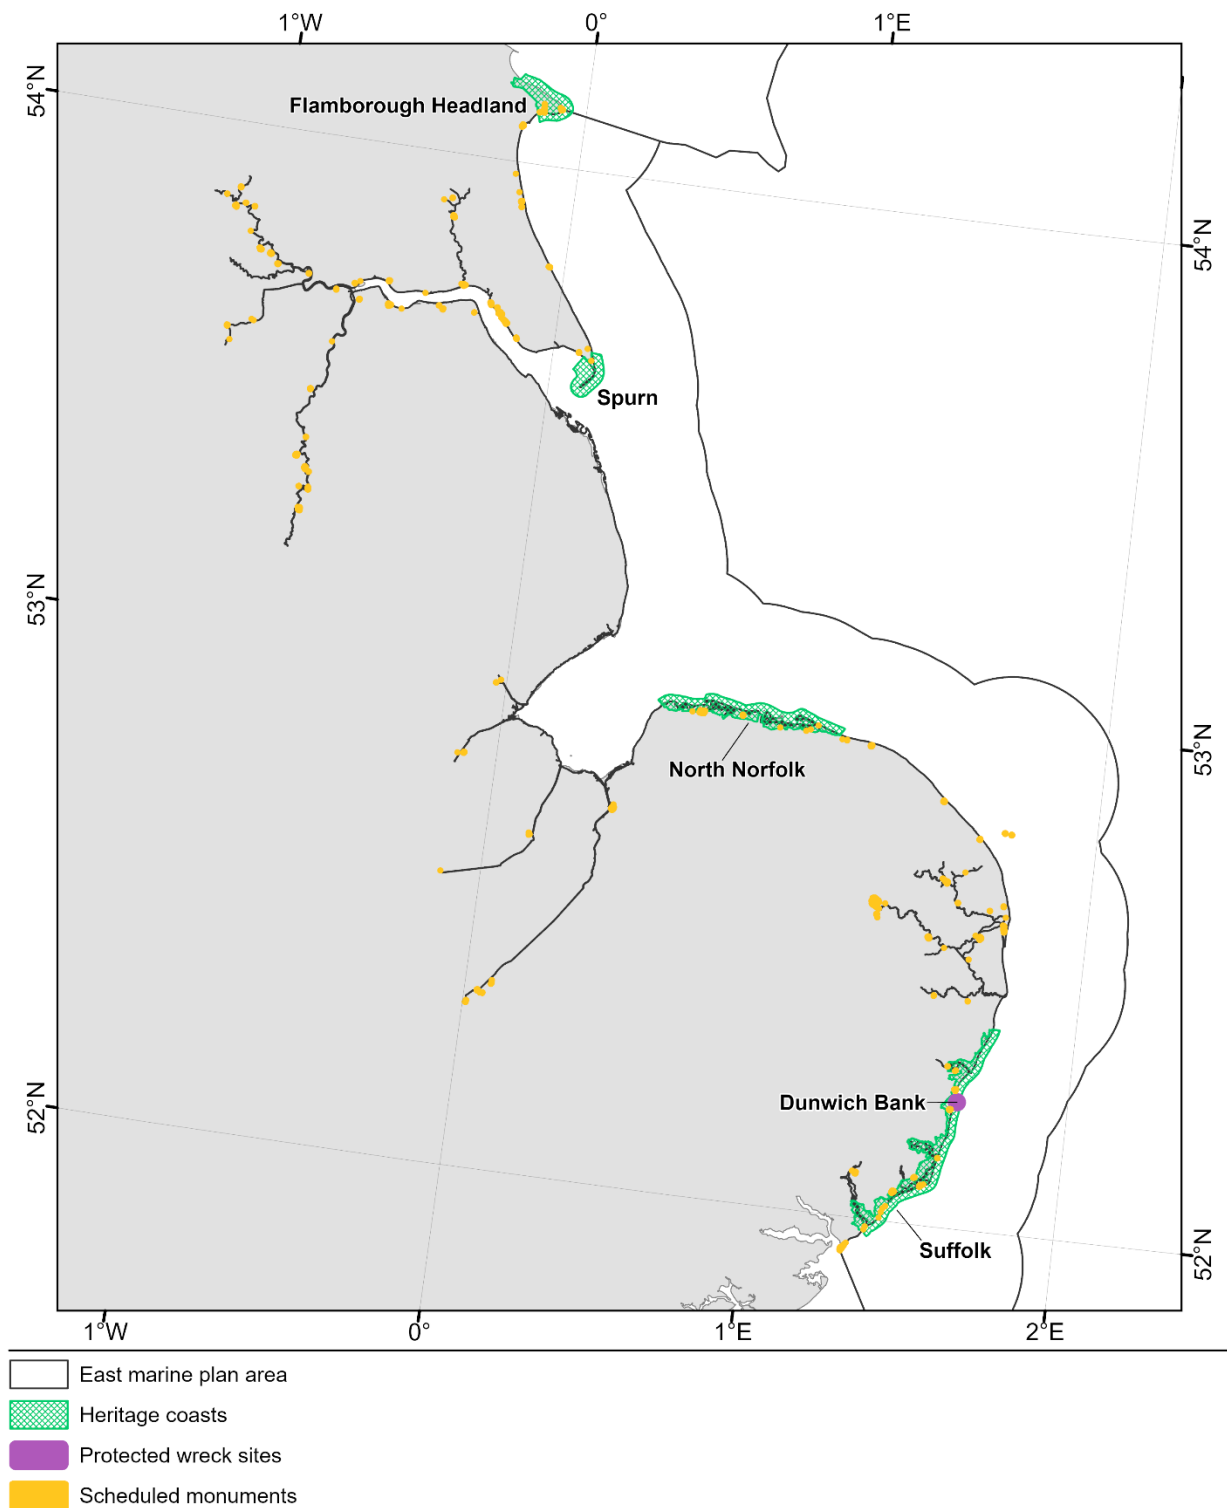 1°W
0°
1°E
54°N
Flamborough Headland
54°N
Spurn
53°N
53°N
North Norfolk
52°N
Dunwich Bank
52°N
Suffolk
1°W
0°
1°E
2°E
East marine plan area
Heritage coasts
Protected wreck sites
Scheduled monuments